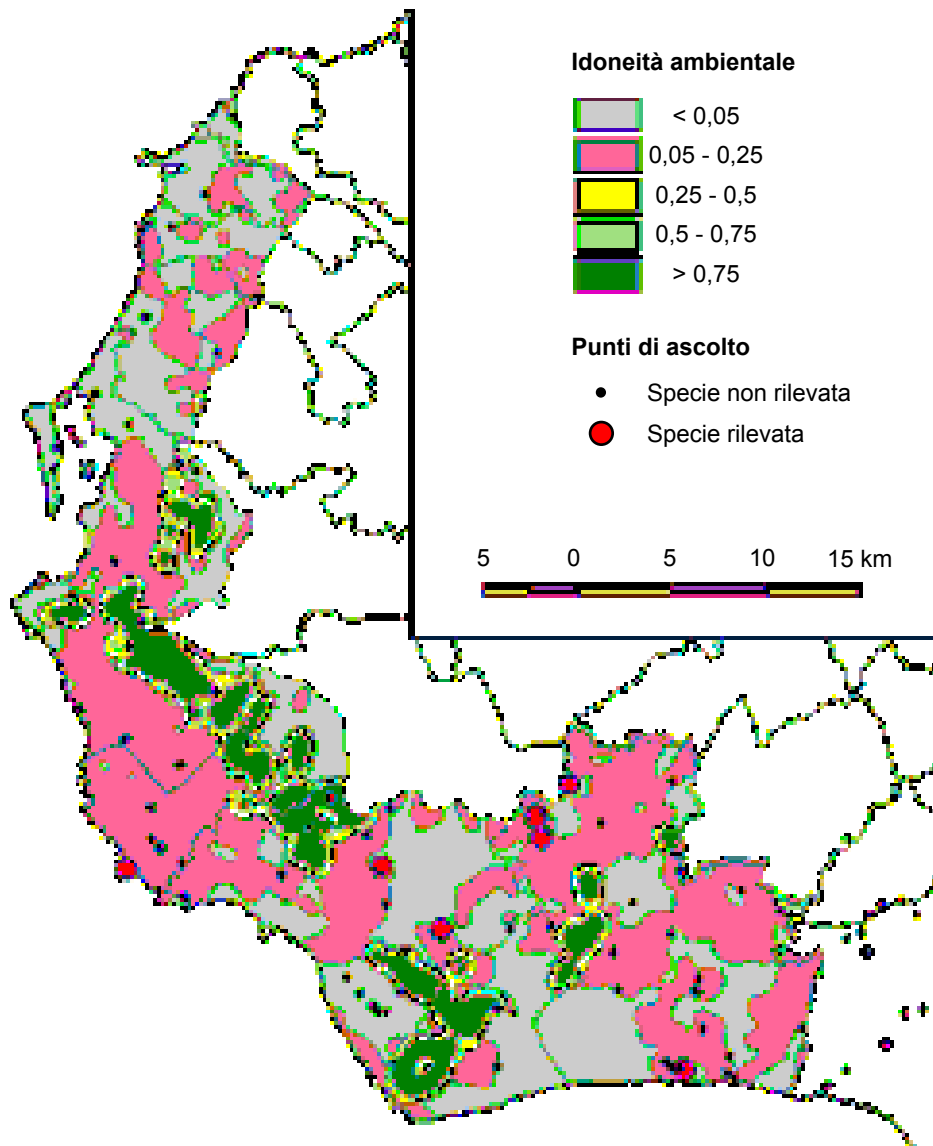 Idoneità ambientale
< 0,05
0,05 - 0,25
0,25 - 0,5
0,5 - 0,75
> 0,75
Punti di ascolto
Specie non rilevata
Specie rilevata
5 0 5 10 15 km